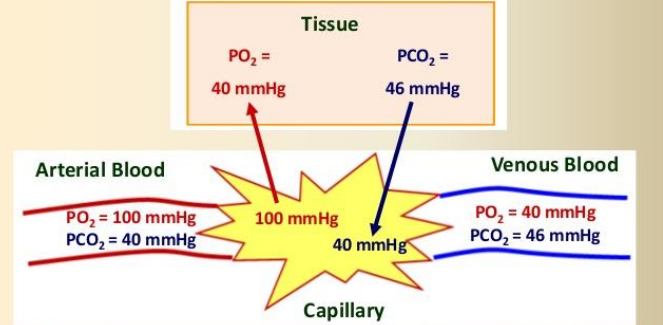 Tissue
PO₂ =
40 mmHg
PCO₂ =
46 mmHg
Arterial Blood
PO₂ = 100 mmHg
PCO₂ = 40 mmHg
100 mmHg
40 mmHg
Venous Blood
PO₂ = 40 mmHg
PCO₂ = 46 mmHg
Capillary